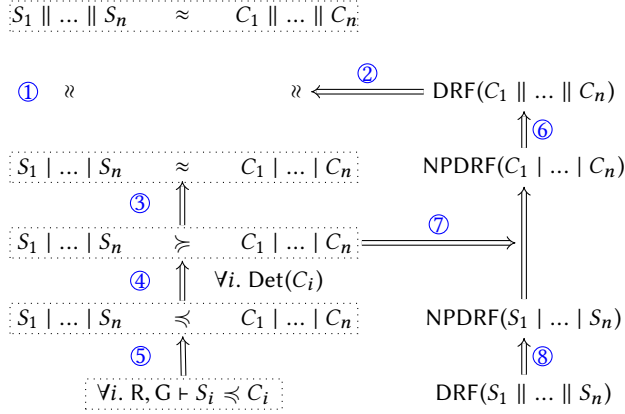 S₁ ∥ ... ∥ Sₙ ≈ C₁ ∥ ... ∥ Cₙ
① ≈ ≈ ② DRF(C₁ ∥ ... ∥ Cₙ)
⑥
S₁ | ... | Sₙ ≈ C₁ | ... | Cₙ NPDRF(C₁ | ... | Cₙ)
③
S₁ | ... | Sₙ ≽ C₁ | ... | Cₙ ⑦
④ ∀i. Det(Cᵢ)
S₁ | ... | Sₙ ≼ C₁ | ... | Cₙ NPDRF(S₁ | ... | Sₙ)
⑤ ⑧
∀i. R, G ⊢ Sᵢ ≼ Cᵢ DRF(S₁ ∥ ... ∥ Sₙ)